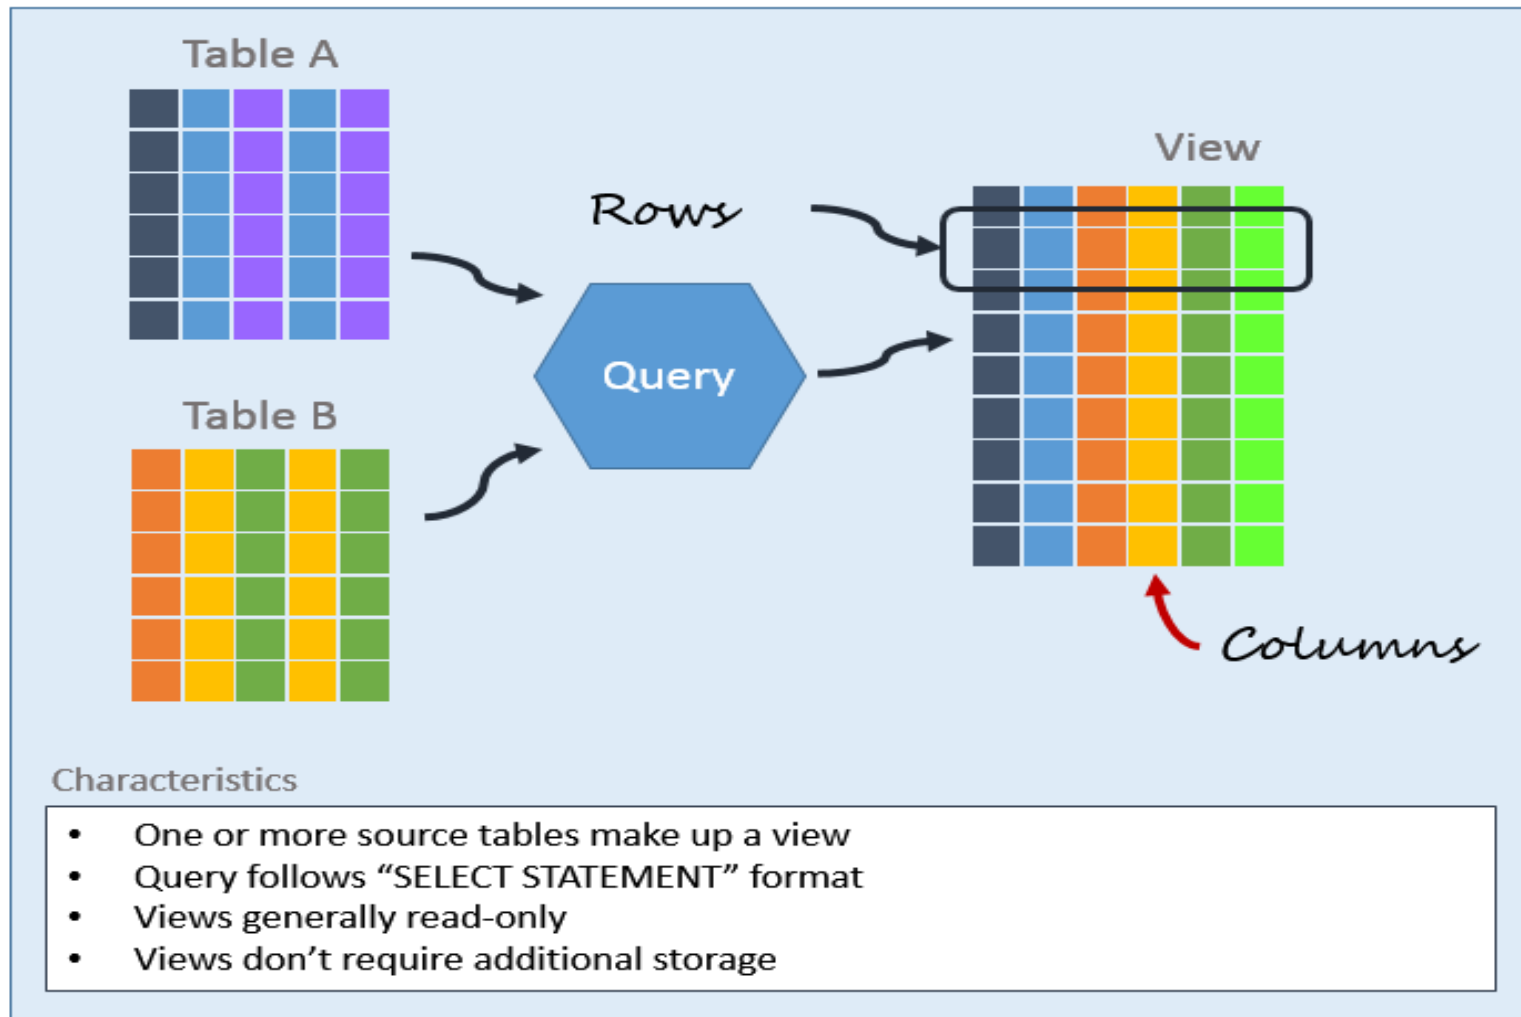 Table A
View
Rows
Query
Table B
Columns
Characteristics
• One or more source tables make up a view
• Query follows “SELECT STATEMENT” format
• Views generally read-only
• Views don’t require additional storage